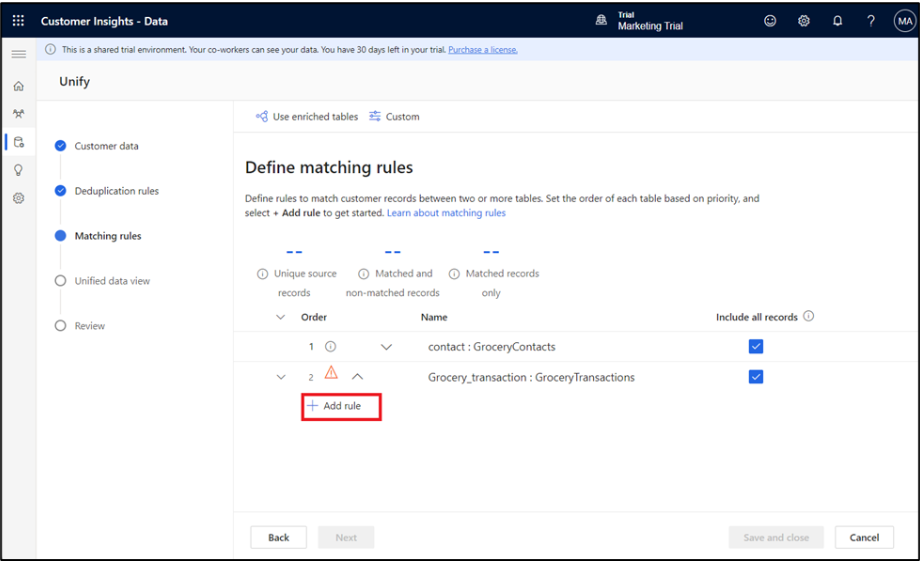 Customer Insights - Data
Trial
Marketing Trial
MA
This is a shared trial environment. Your co-workers can see your data. You have 30 days left in your trial. Purchase a license.
Unify
Use enriched tables
Custom
Customer data
Deduplication rules
Matching rules
Unified data view
Review
Define matching rules
Define rules to match customer records between two or more tables. Set the order of each table based on priority, and
select + Add rule to get started. Learn about matching rules
-- -- --
Unique source
records
Matched and
non-matched records
Matched records
only
Order Name Include all records
1 contact : GroceryContacts
2 Grocery_transaction : GroceryTransactions
+ Add rule
Back Next Save and close Cancel